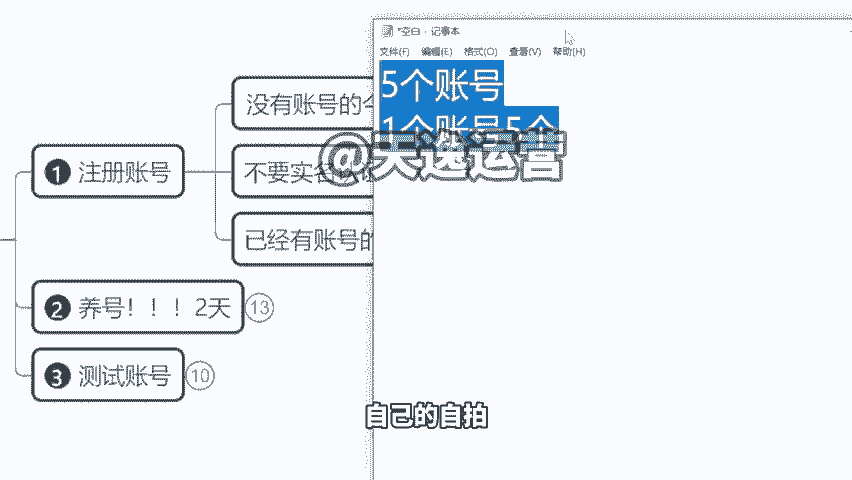 *空白 - 记事本
文件(F) 编辑(E) 格式(O) 查看(V) 帮助(H)
5个账号
1个账号5个
没有账号的
@天逸运营
1 注册账号
不要实名认
已经有账号的
2 养号！！！2天 13
3 测试账号 10
自己的自拍